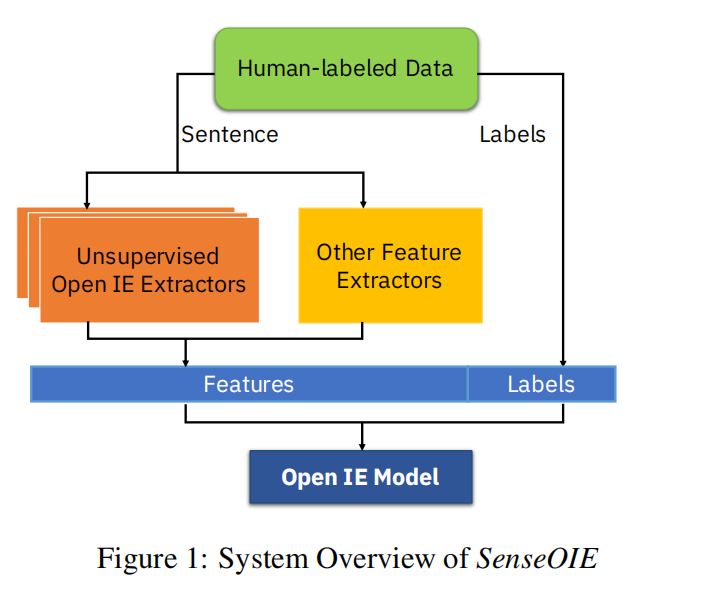 Human-labeled Data
Sentence
Labels
Unsupervised
Open IE Extractors
Other Feature
Extractors
Features
Labels
Open IE Model
Figure 1: System Overview of SenseOIE